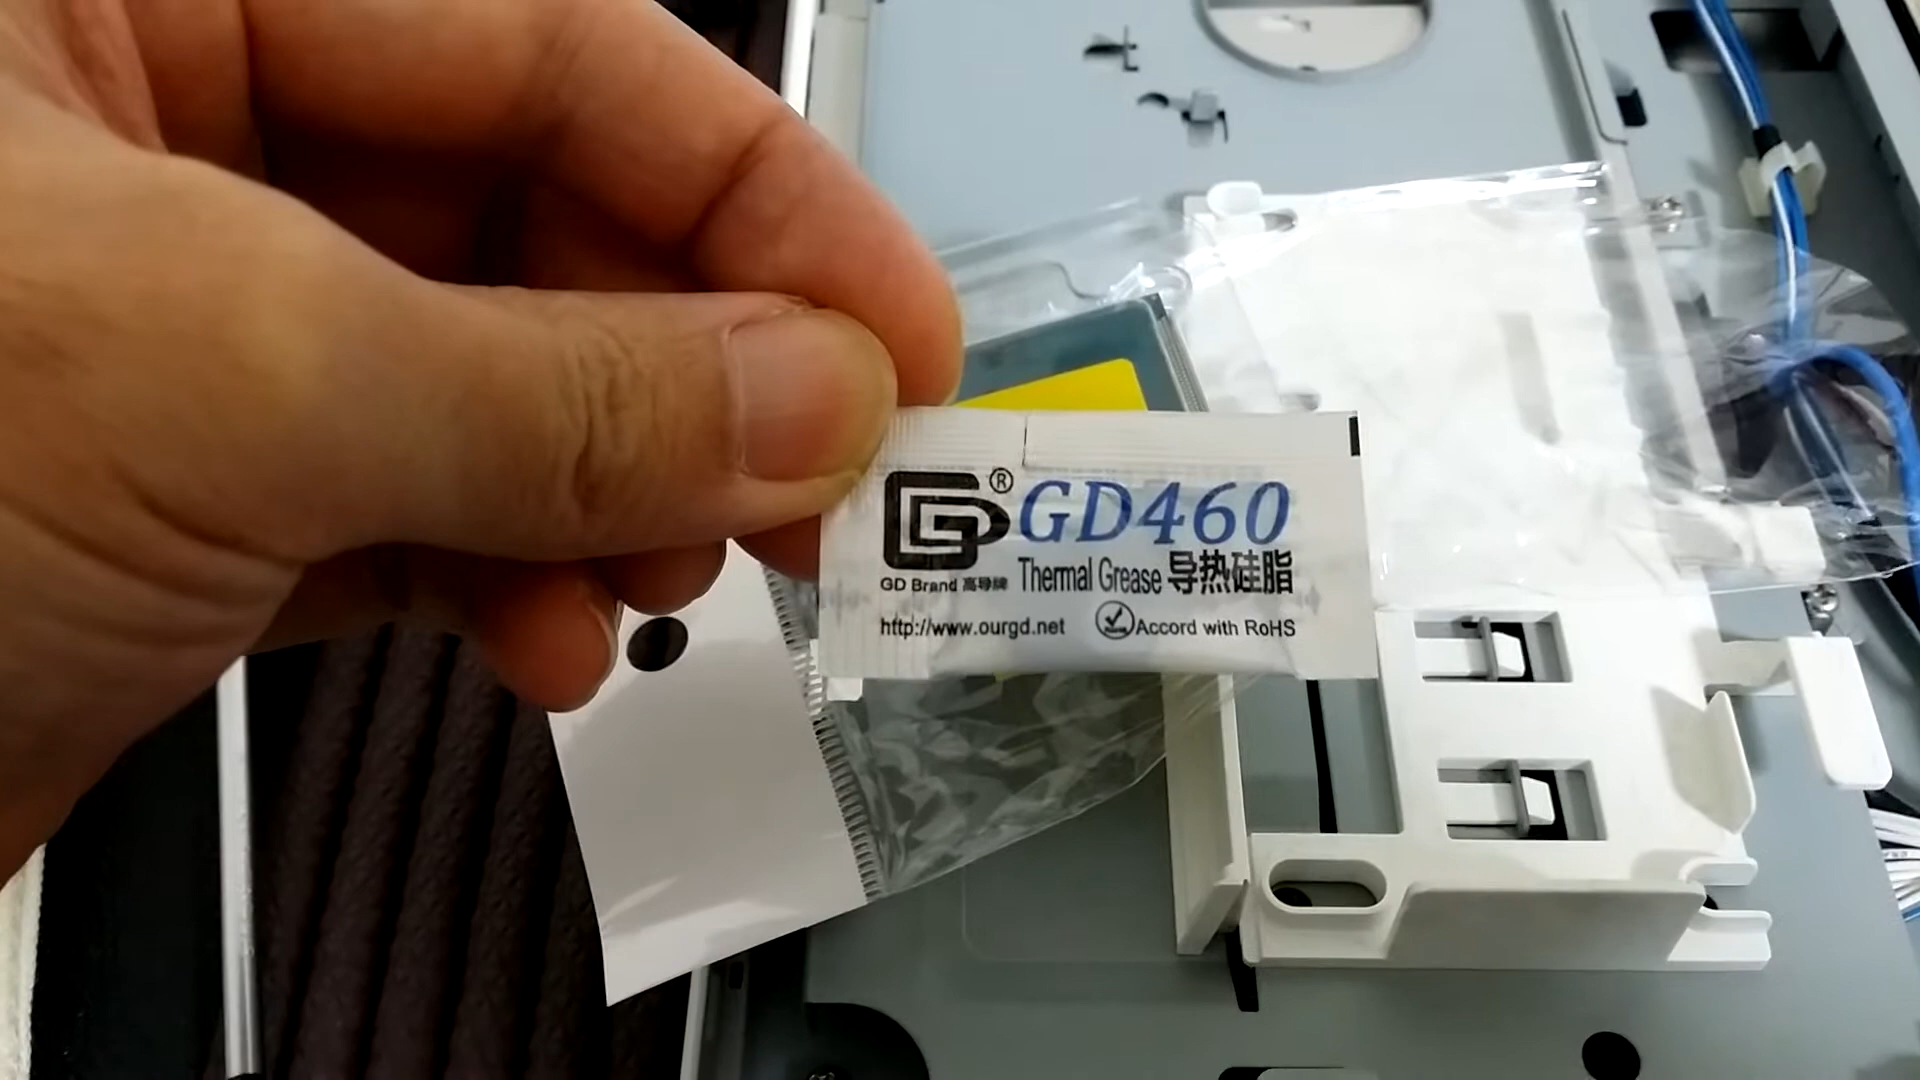 ® GD460
GD Brand 高导牌 Thermal Grease 导热硅脂
http://www.ourgd.net Accord with RoHS